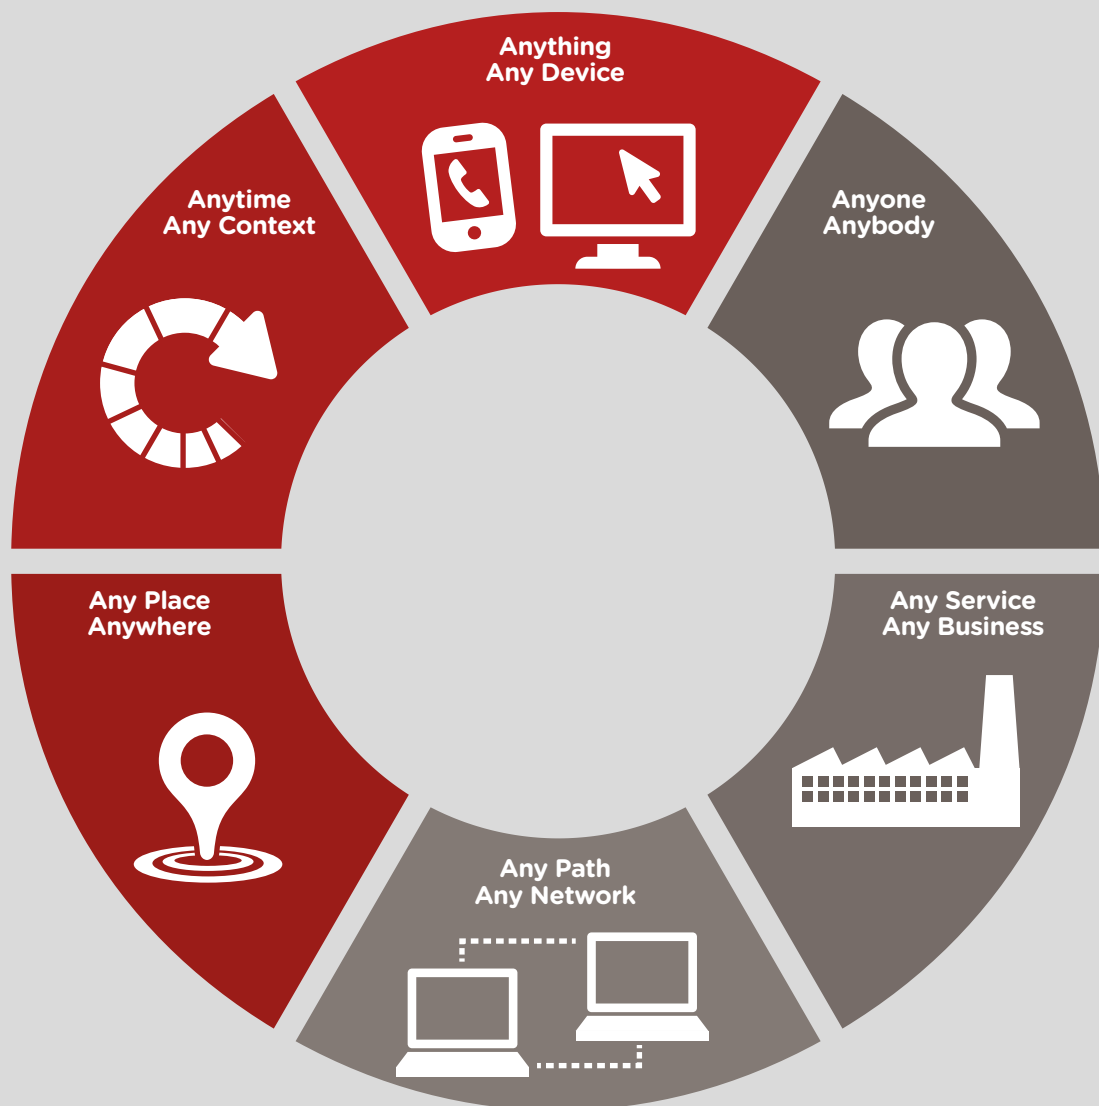 Anything
Any Device
Anyone
Anybody
Any Service
Any Business
Any Path
Any Network
Any Place
Anywhere
Anytime
Any Context